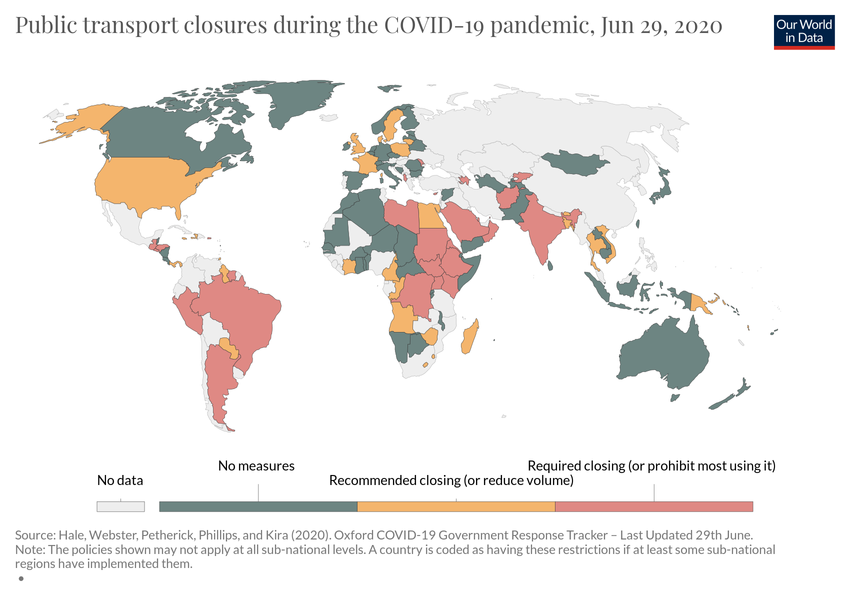 Public transport closures during the COVID-19 pandemic, Jun 29, 2020
Our World
in Data
No data
No measures
Recommended closing (or reduce volume)
Required closing (or prohibit most using it)
Source: Hale, Webster, Petherick, Phillips, and Kira (2020). Oxford COVID-19 Government Response Tracker – Last Updated 29th June.
Note: The policies shown may not apply at all sub-national levels. A country is coded as having these restrictions if at least some sub-national
regions have implemented them.